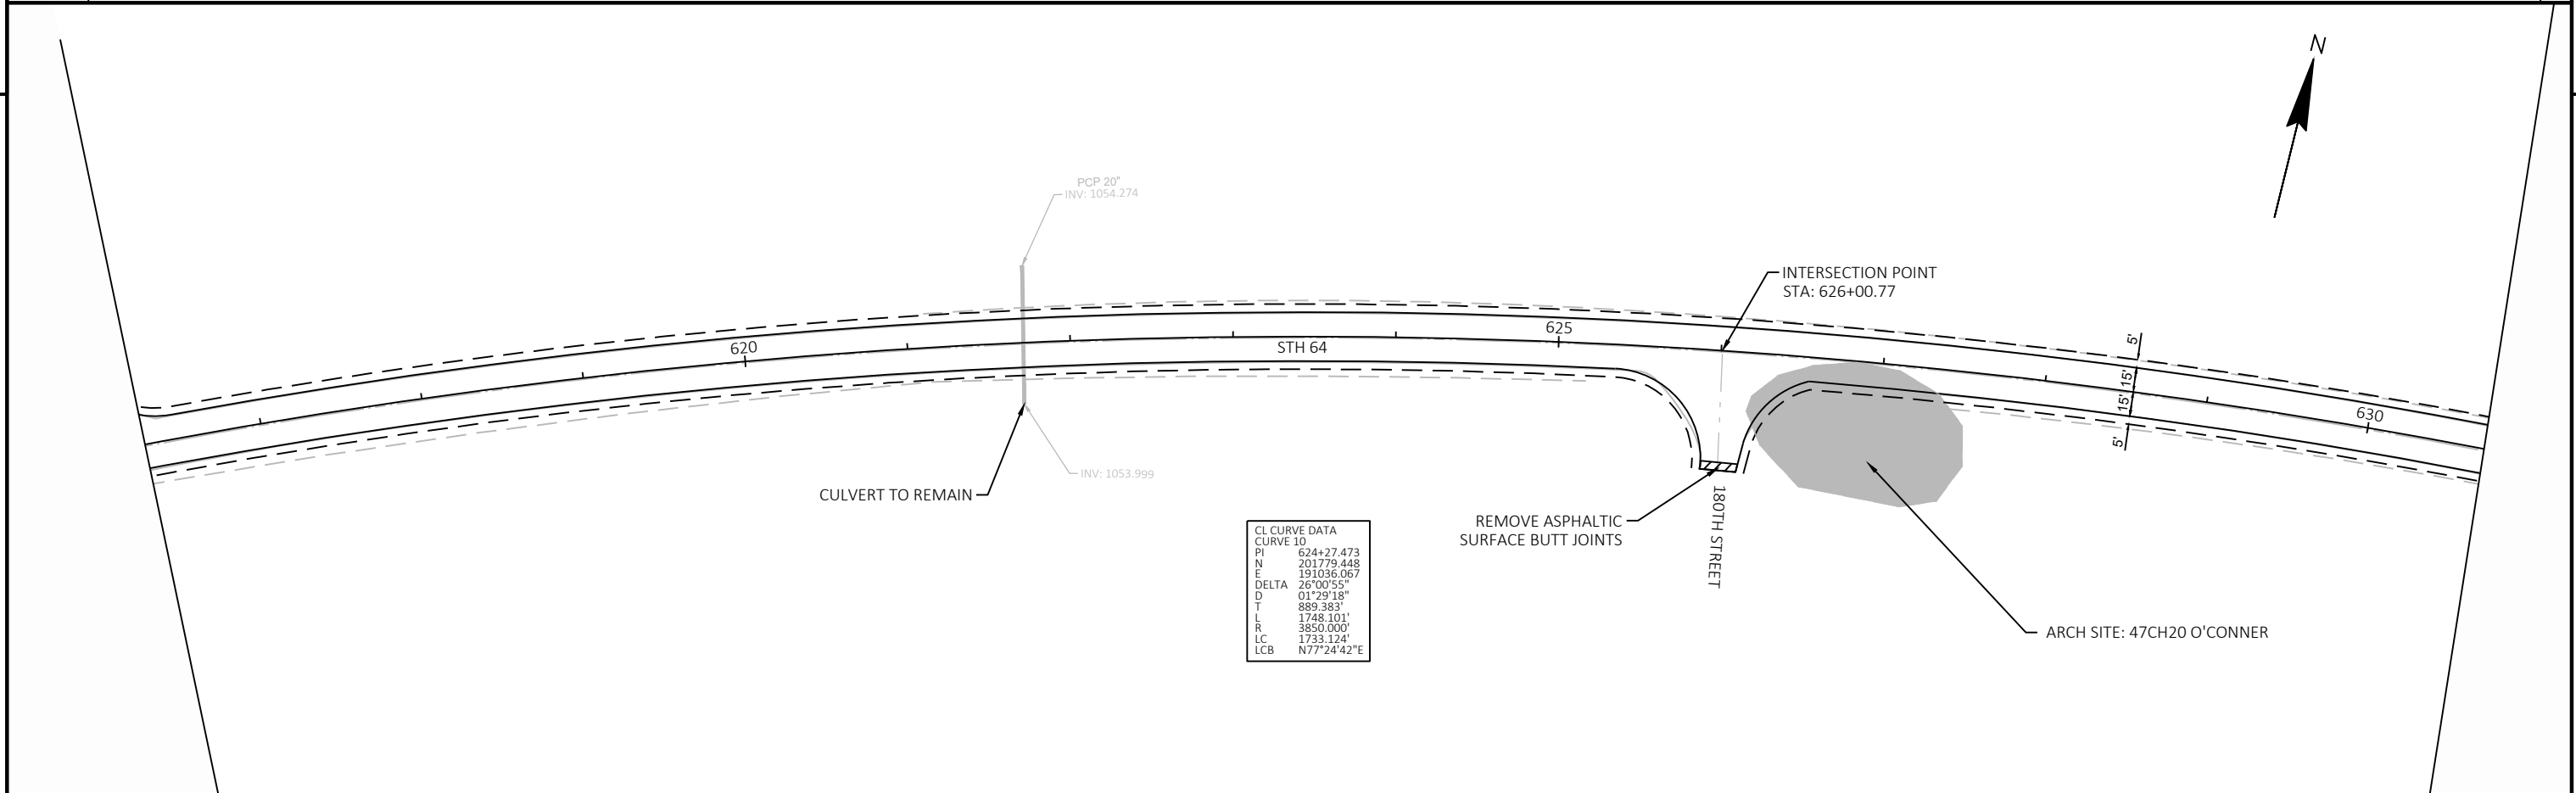 N
PCP 20"
INV: 1054.274
INTERSECTION POINT
STA: 626+00.77
620
STH 64
625
5'
15'
15'
5'
630
INV: 1053.999
CULVERT TO REMAIN
REMOVE ASPHALTIC
SURFACE BUTT JOINTS
180TH STREET
CL CURVE DATA
CURVE 10
PI 624+27.473
N 201779.448
E 191036.067
DELTA 26°00'55"
D 01°29'18"
T 889.383'
L 1748.101'
R 3850.000'
LC 1733.124'
LCB N77°24'42"E
ARCH SITE: 47CH20 O'CONNER